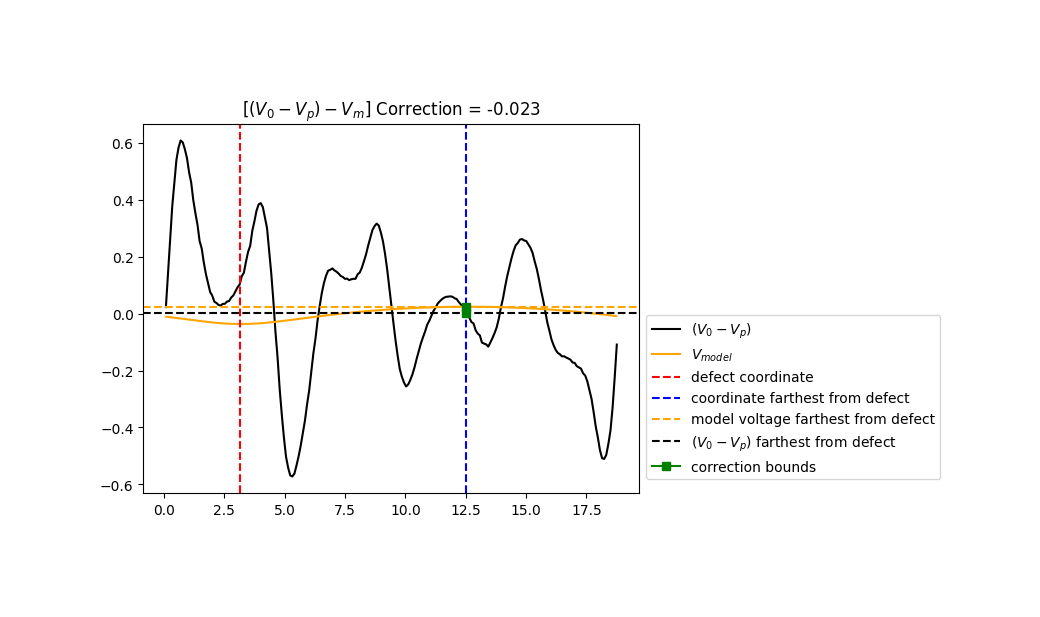 [(V₀ − Vₚ) − Vₘ] Correction = -0.023
0.6
0.4
0.2
0.0
−0.2
−0.4
−0.6
0.0 2.5 5.0 7.5 10.0 12.5 15.0 17.5
(V₀ − Vₚ)
V_model
defect coordinate
coordinate farthest from defect
model voltage farthest from defect
(V₀ − Vₚ) farthest from defect
correction bounds